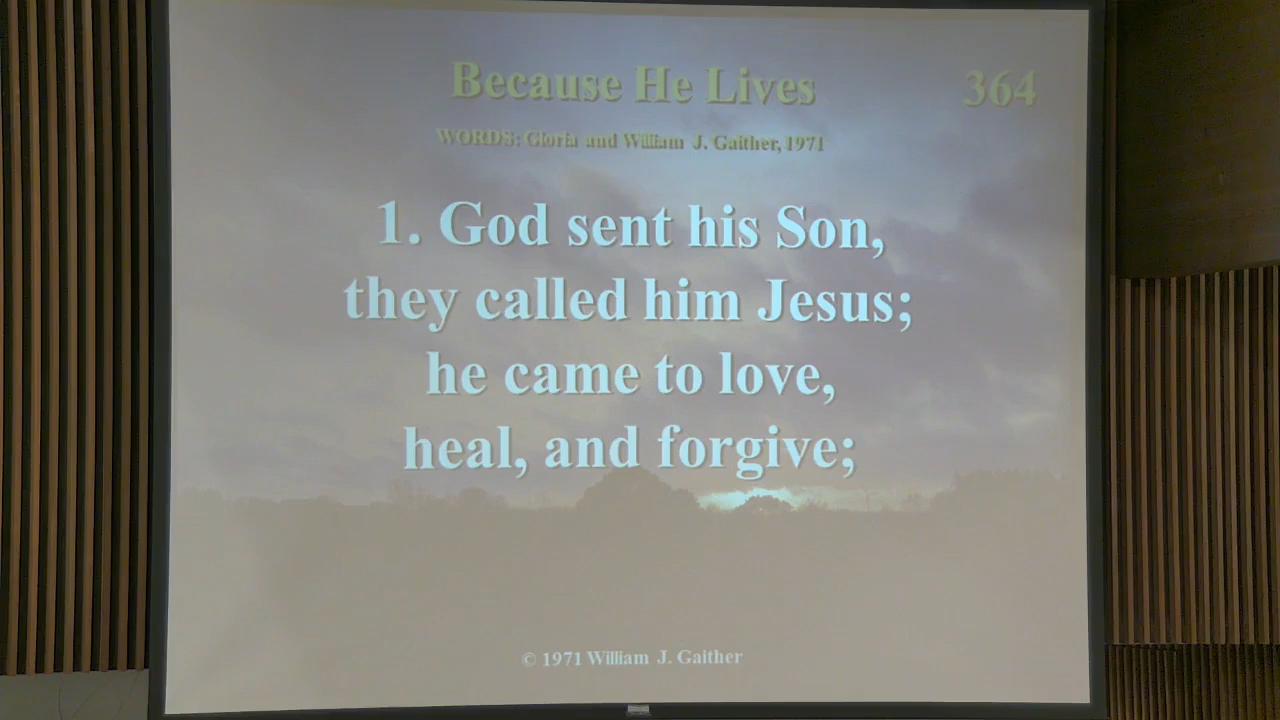 Because He Lives 364
WORDS: Gloria and William J. Gaither, 1971
1. God sent his Son,
they called him Jesus;
he came to love,
heal, and forgive;
© 1971 William J. Gaither